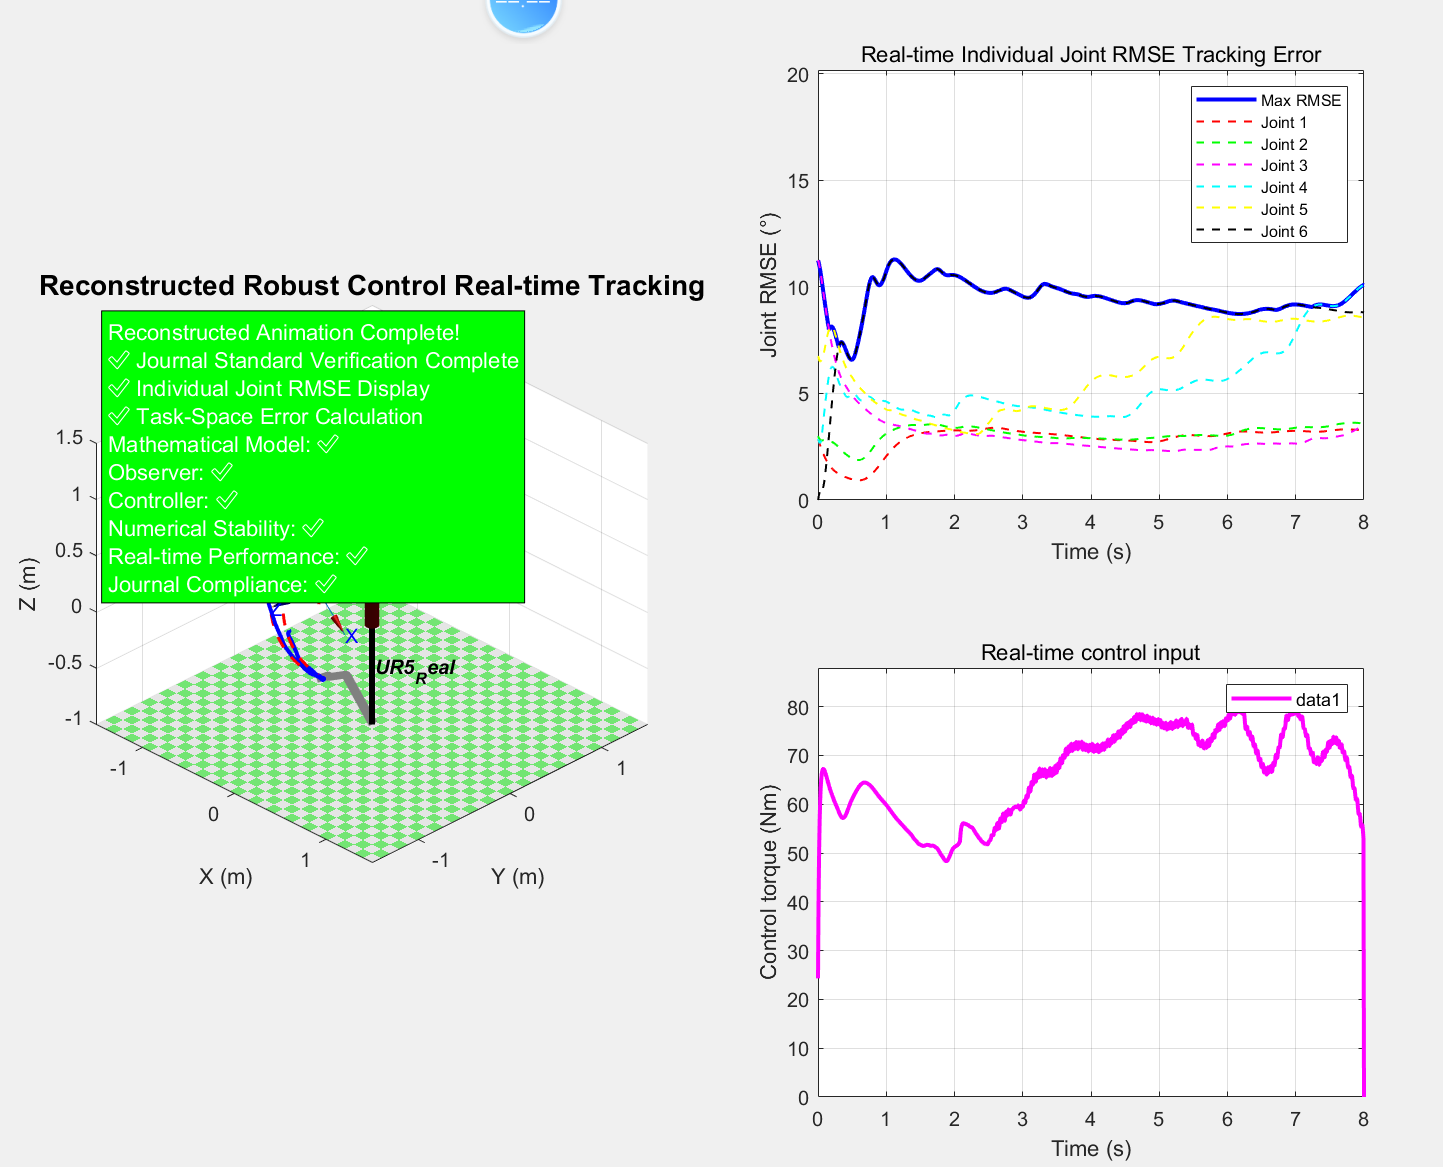 Reconstructed Robust Control Real-time Tracking
Reconstructed Animation Complete!
✓ Journal Standard Verification Complete
✓ Individual Joint RMSE Display
✓ Task-Space Error Calculation
Mathematical Model: ✓
Observer: ✓
Controller: ✓
Numerical Stability: ✓
Real-time Performance: ✓
Journal Compliance: ✓
1.5
1
0.5
0
-0.5
-1
Z (m)
Z
X
UR5_Real
-1
0
1
X (m)
-1
0
1
Y (m)
Real-time Individual Joint RMSE Tracking Error
20
15
10
5
0
Joint RMSE (°)
Max RMSE
Joint 1
Joint 2
Joint 3
Joint 4
Joint 5
Joint 6
0 1 2 3 4 5 6 7 8
Time (s)
Real-time control input
80
70
60
50
40
30
20
10
0
Control torque (Nm)
data1
0 1 2 3 4 5 6 7 8
Time (s)